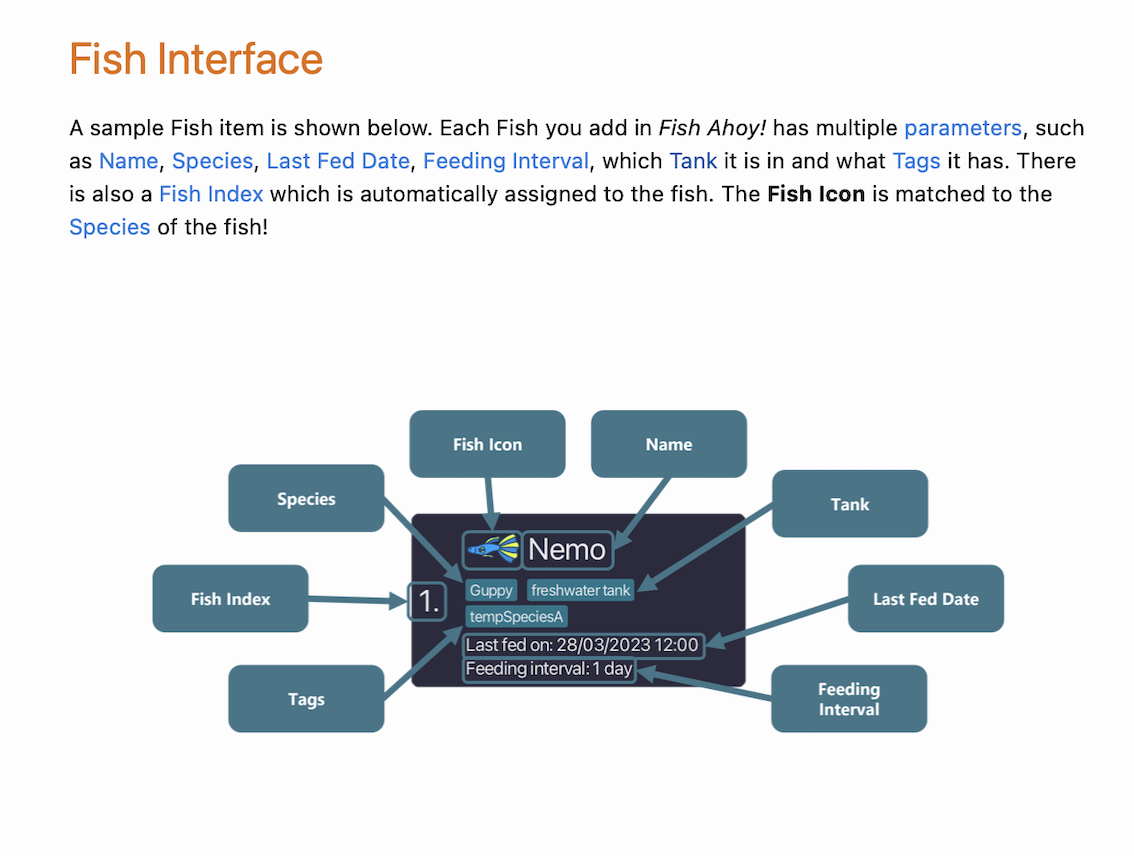 Fish Interface
A sample Fish item is shown below. Each Fish you add in Fish Ahoy! has multiple parameters, such
as Name, Species, Last Fed Date, Feeding Interval, which Tank it is in and what Tags it has. There
is also a Fish Index which is automatically assigned to the fish. The Fish Icon is matched to the
Species of the fish!
Fish Icon
Name
Species
Tank
Nemo
Guppy freshwater tank
Fish Index
1.
Last Fed Date
tempSpeciesA
Last fed on: 28/03/2023 12:00
Feeding interval: 1 day
Tags
Feeding
Interval